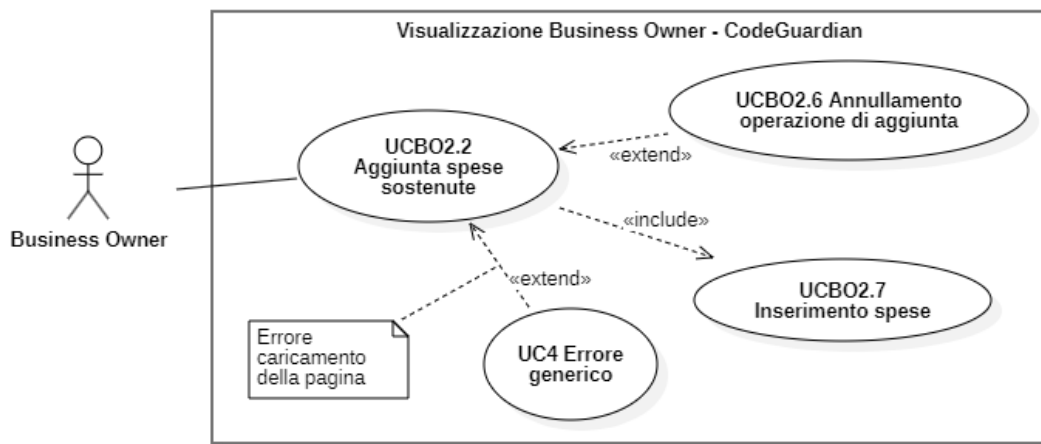 Visualizzazione Business Owner - CodeGuardian
UCBO2.6 Annullamento
operazione di aggiunta
UCBO2.2
Aggiunta spese
sostenute
«extend»
«include»
Business Owner
«extend»
UCBO2.7
Inserimento spese
Errore
caricamento
della pagina
UC4 Errore
generico